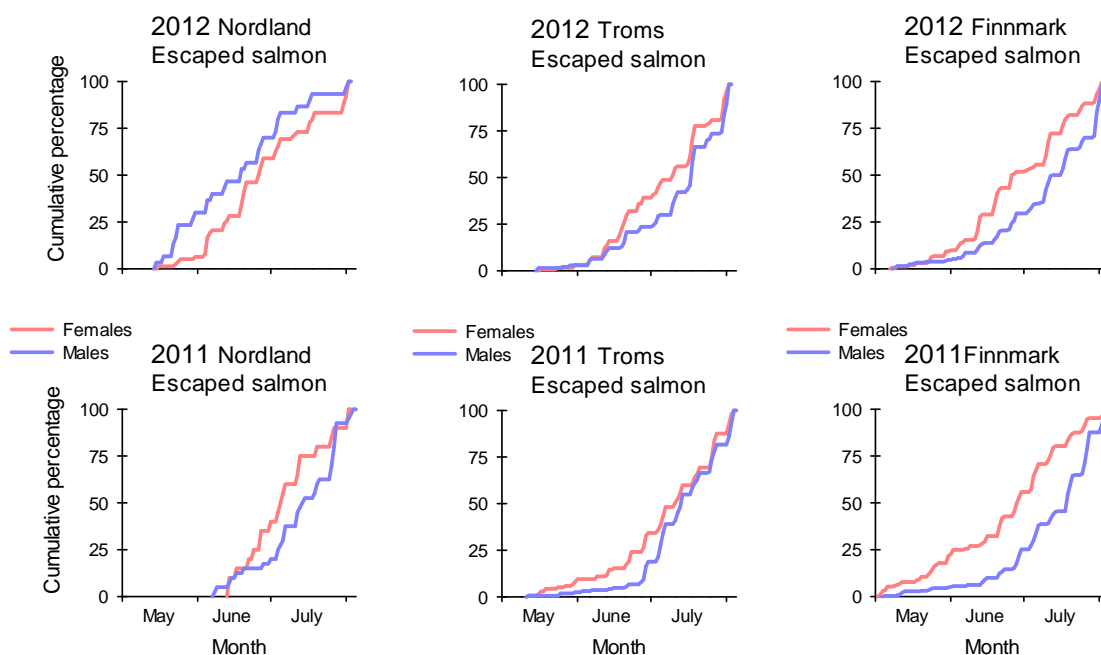 2012 Nordland
Escaped salmon
2012 Troms
Escaped salmon
2012 Finnmark
Escaped salmon
Cumulative percentage
100
75
50
25
0
100
75
50
25
0
100
75
50
25
0
Females
Males
Females
Males
Females
Males
2011 Nordland
Escaped salmon
2011 Troms
Escaped salmon
2011Finnmark
Escaped salmon
Cumulative percentage
100
75
50
25
0
100
75
50
25
0
100
75
50
25
0
May June July
May June July
May June July
Month
Month
Month